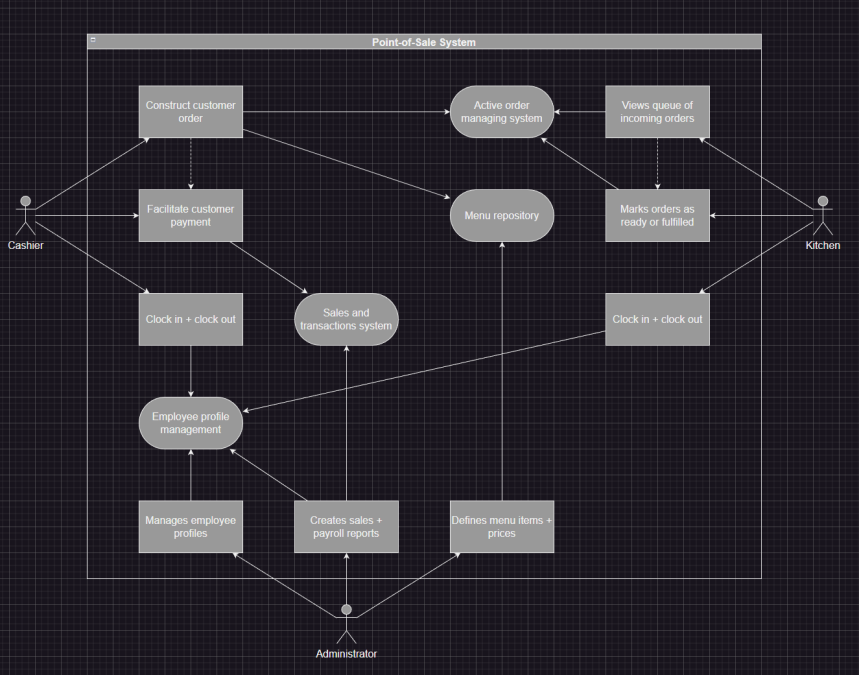 Point-of-Sale System
Construct customer
order
Active order
managing system
Views queue of
incoming orders
Facilitate customer
payment
Menu repository
Marks orders as
ready or fulfilled
Cashier
Kitchen
Clock in + clock out
Sales and
transactions system
Clock in + clock out
Employee profile
management
Manages employee
profiles
Creates sales +
payroll reports
Defines menu items +
prices
Administrator